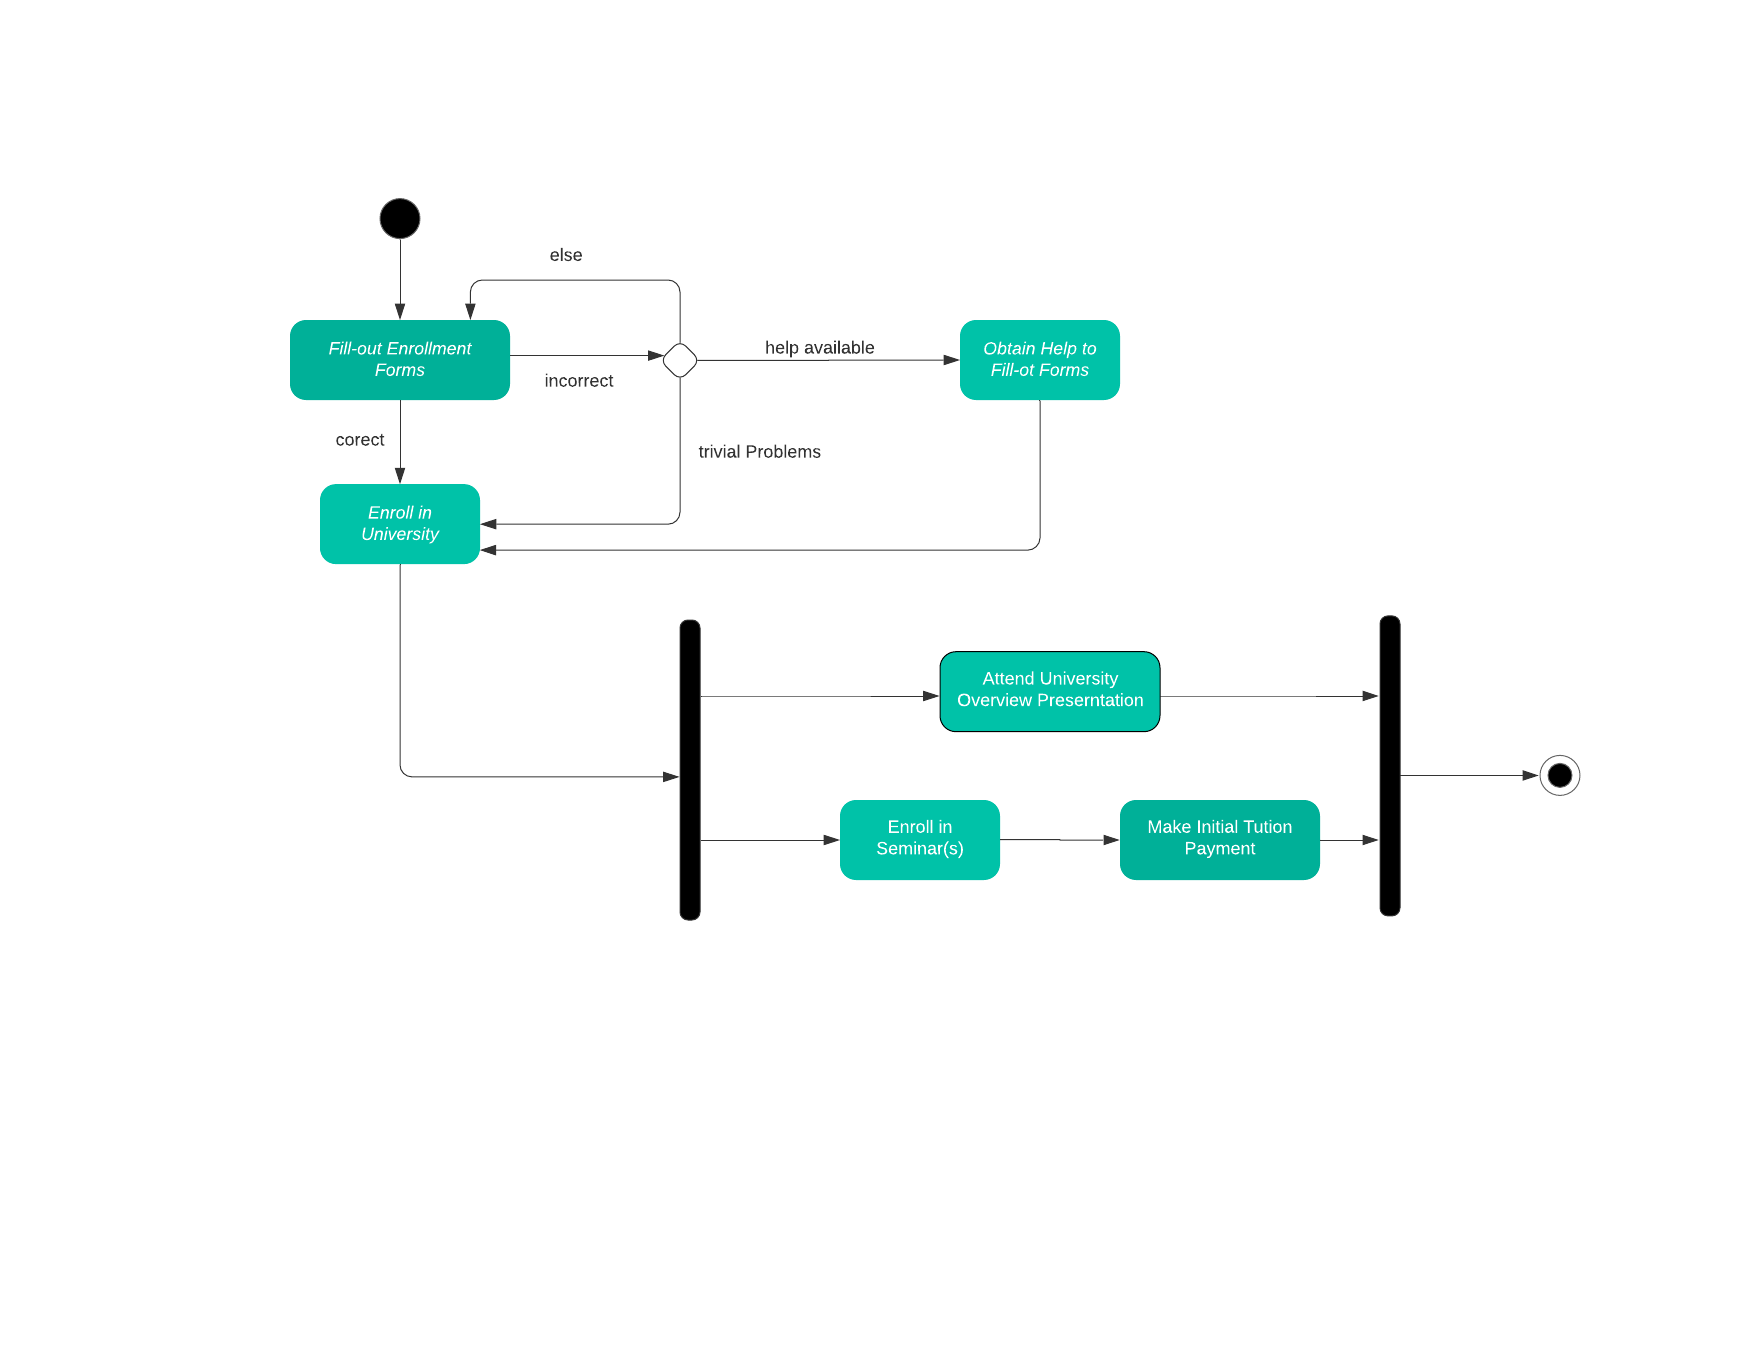 else
Fill-out Enrollment
Forms
incorrect
help available
Obtain Help to
Fill-ot Forms
corect
trivial Problems
Enroll in
University
Attend University
Overview Preserntation
Enroll in
Seminar(s)
Make Initial Tution
Payment